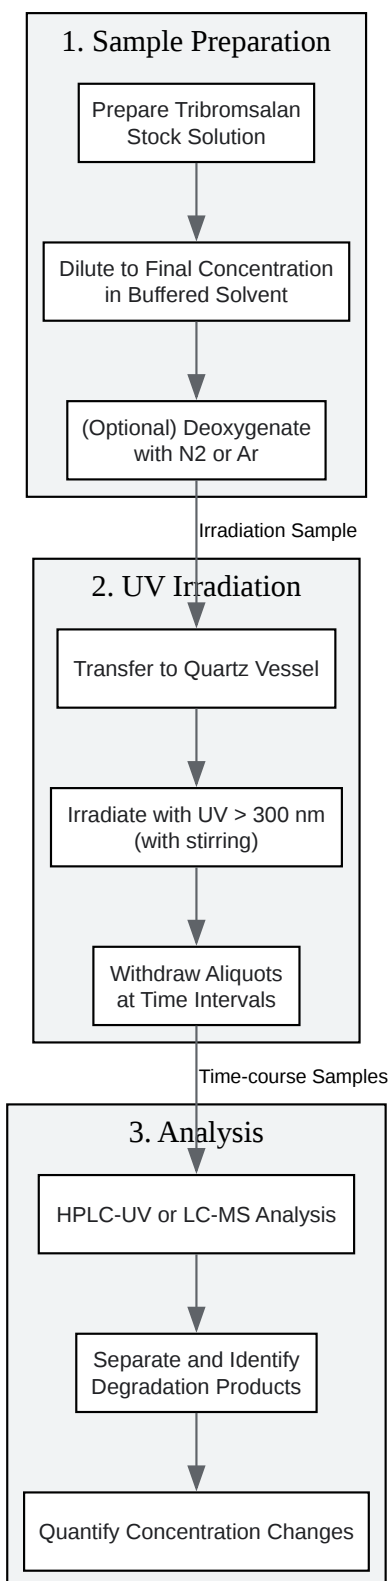 1. Sample Preparation
Prepare Tribromsalan
Stock Solution
Dilute to Final Concentration
in Buffered Solvent
(Optional) Deoxygenate
with N2 or Ar
Irradiation Sample
2. UV Irradiation
Transfer to Quartz Vessel
Irradiate with UV > 300 nm
(with stirring)
Withdraw Aliquots
at Time Intervals
Time-course Samples
3. Analysis
HPLC-UV or LC-MS Analysis
Separate and Identify
Degradation Products
Quantify Concentration Changes